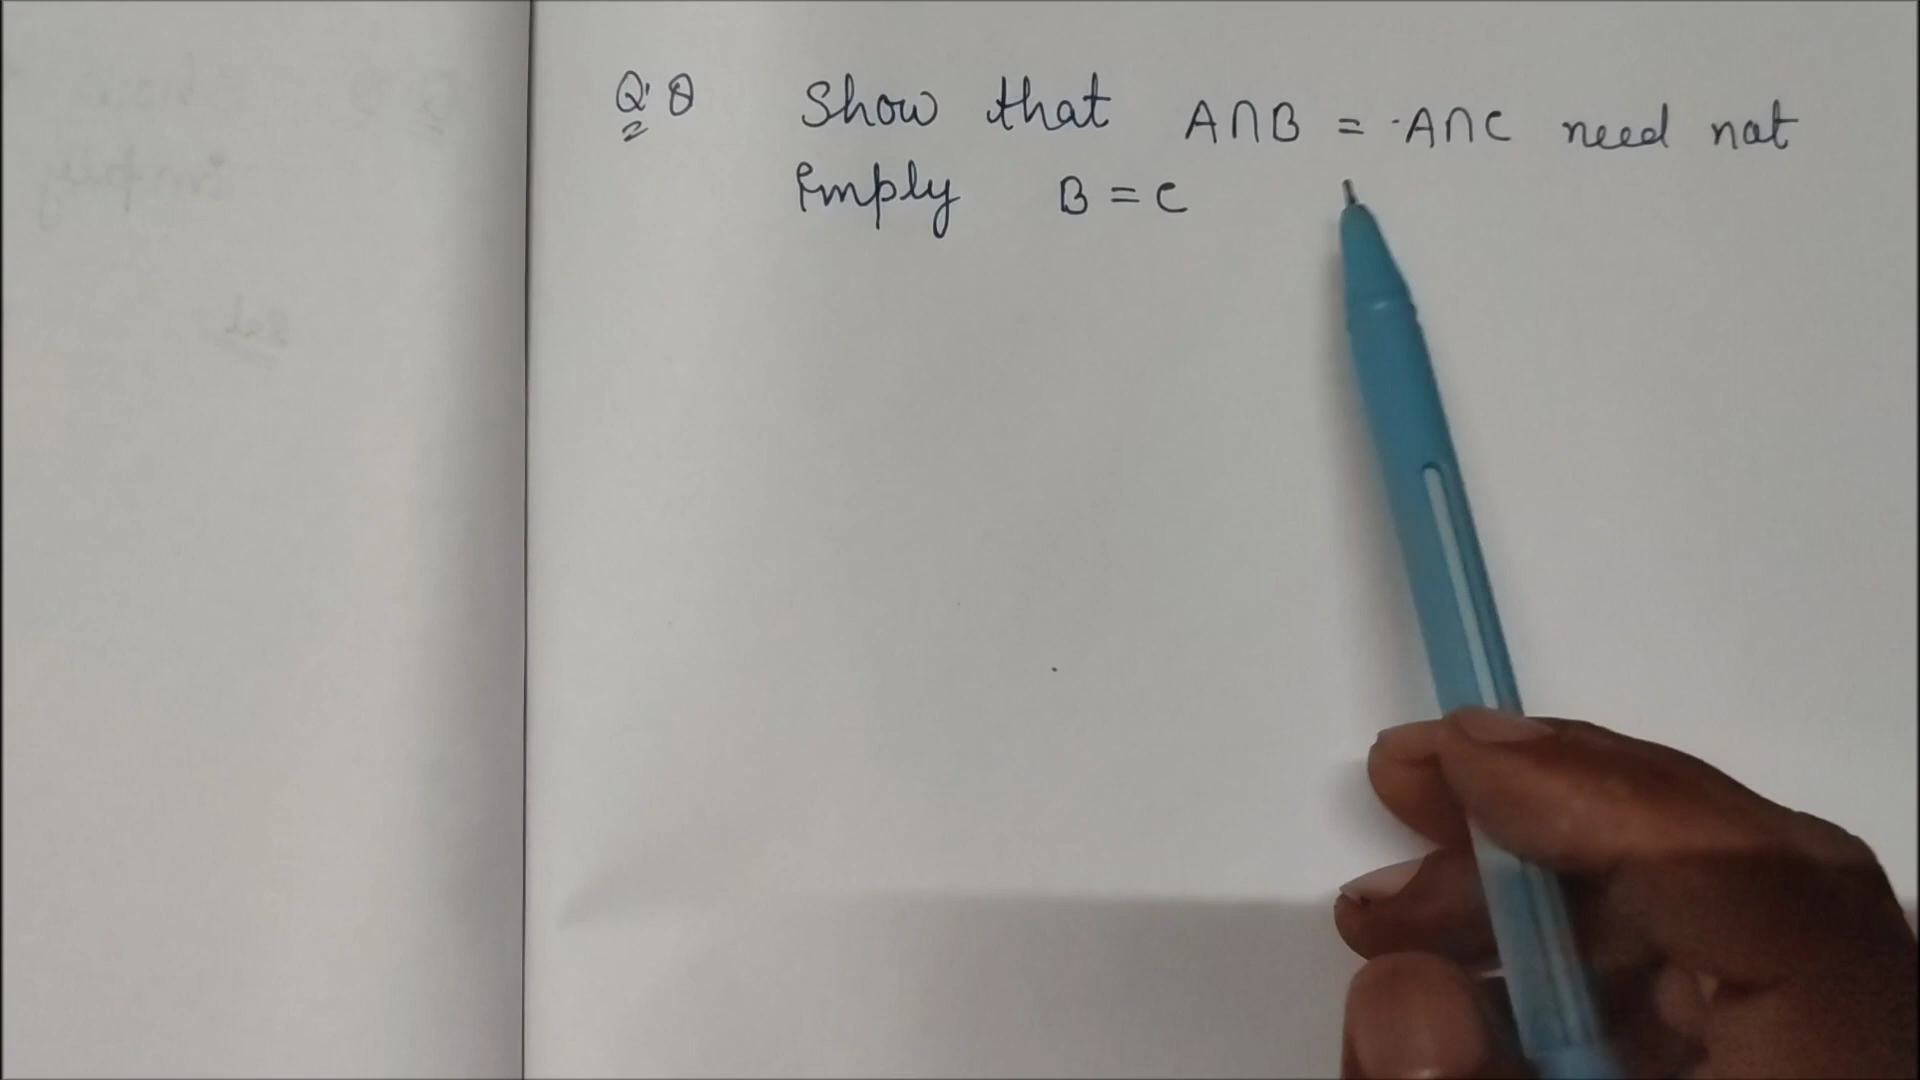 Q.8 Show that A∩B = A∩C need not
imply B = C